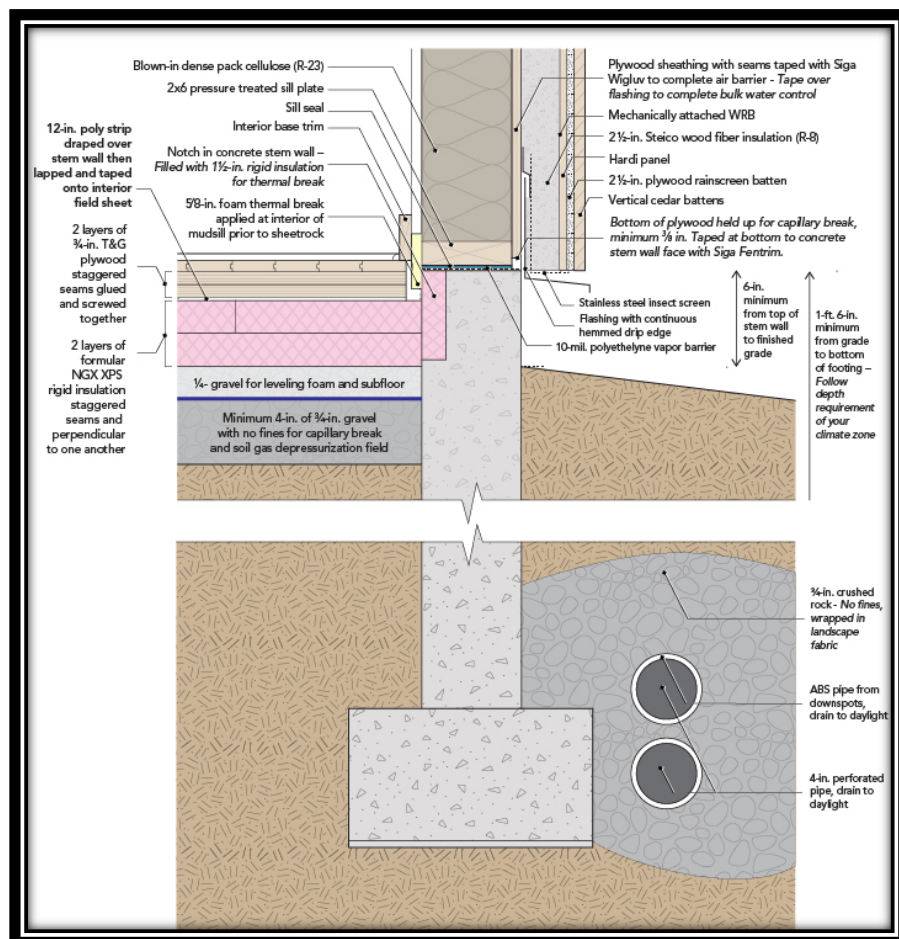 Blown-in dense pack cellulose (R-23)
2x6 pressure treated sill plate
Sill seal
Interior base trim
Notch in concrete stem wall –
Filled with 1½-in. rigid insulation
for thermal break
5⁄8-in. foam thermal break
applied at interior of
mudsill prior to sheetrock
12-in. poly strip
draped over
stem wall then
lapped and taped
onto interior
field sheet
2 layers of
¾-in. T&G
plywood
staggered
seams glued
and screwed
together
2 layers of
formular
NGX XPS
rigid insulation
staggered
seams and
perpendicular
to one another
¼- gravel for leveling foam and subfloor
Minimum 4-in. of ¾-in. gravel
with no fines for capillary break
and soil gas depressurization field
Plywood sheathing with seams taped with Siga
Wigluv to complete air barrier - Tape over
flashing to complete bulk water control
Mechanically attached WRB
2 ½-in. Steico wood fiber insulation (R-8)
Hardi panel
2 ½-in. plywood rainscreen batten
Vertical cedar battens
Bottom of plywood held up for capillary break,
minimum ⅜ in. Taped at bottom to concrete
stem wall face with Siga Fentrim.
Stainless steel insect screen
Flashing with continuous
hemmed drip edge
10-mil. polyethelyne vapor barrier
6-in.
minimum
from top of
stem wall
to finished
grade
1-ft. 6-in.
minimum
from grade
to bottom
of footing –
Follow
depth
requirement
of your
climate zone
¾-in. crushed
rock - No fines,
wrapped in
landscape
fabric
ABS pipe from
downspots,
drain to daylight
4-in. perforated
pipe, drain to
daylight